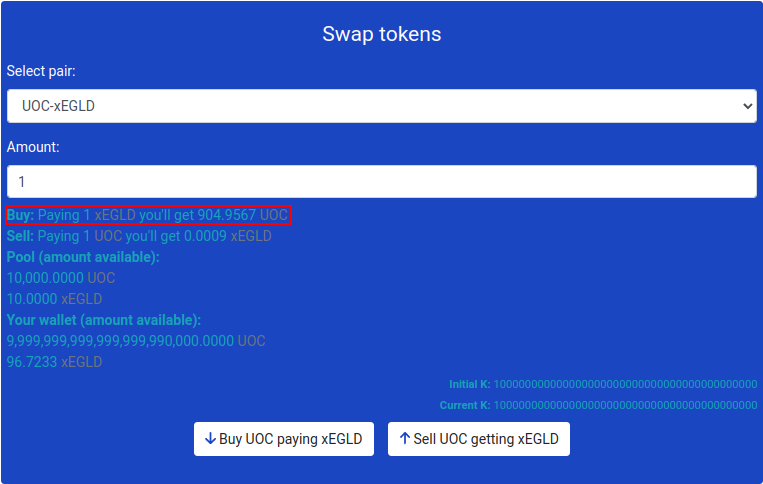 Swap tokens
Select pair:
UOC-xEGLD
Amount:
1
Buy: Paying 1 xEGLD you'll get 904.9567 UOC
Sell: Paying 1 UOC you'll get 0.0009 xEGLD
Pool (amount available):
10,000.0000 UOC
10.0000 xEGLD
Your wallet (amount available):
9,999,999,999,999,999,990,000.0000 UOC
96.7233 xEGLD
Initial K: 100000000000000000000000000000000000000000
Current K: 100000000000000000000000000000000000000000
Buy UOC paying xEGLD
Sell UOC getting xEGLD